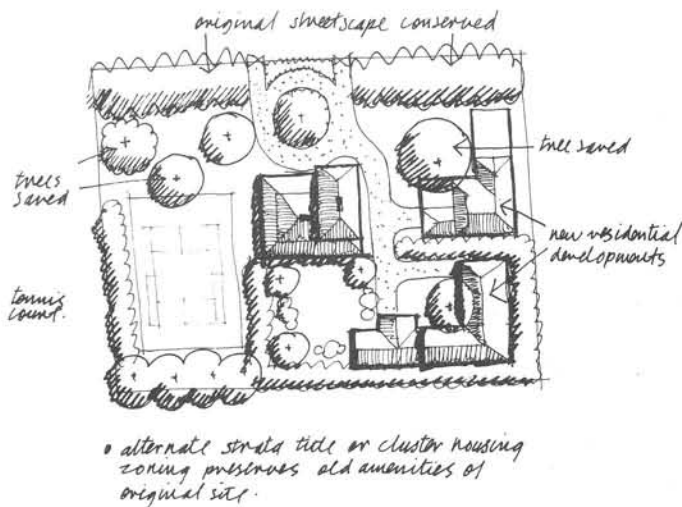 original streetscape conserved
trees
saved
tree saved
new residential
developments
tennis
court.
• alternate strata title or cluster housing
zoning preserves old amenities of
original site.